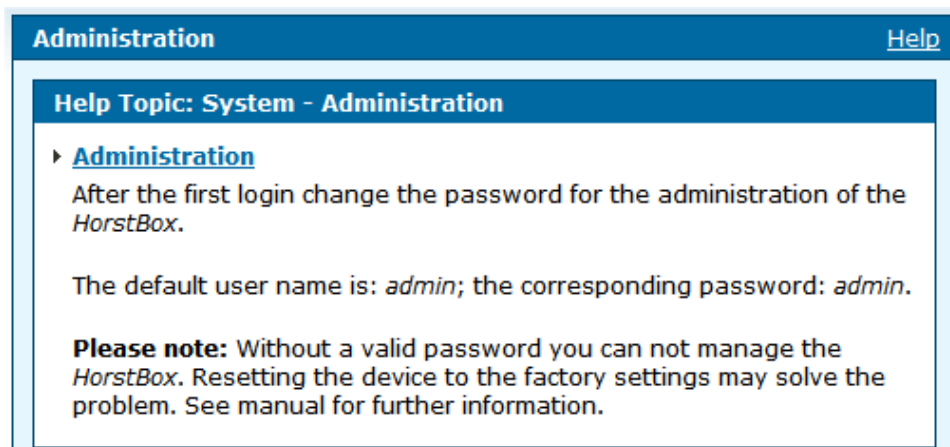 Administration Help
Help Topic: System - Administration
Administration
After the first login change the password for the administration of the
HorstBox.
The default user name is: admin; the corresponding password: admin.
Please note: Without a valid password you can not manage the
HorstBox. Resetting the device to the factory settings may solve the
problem. See manual for further information.